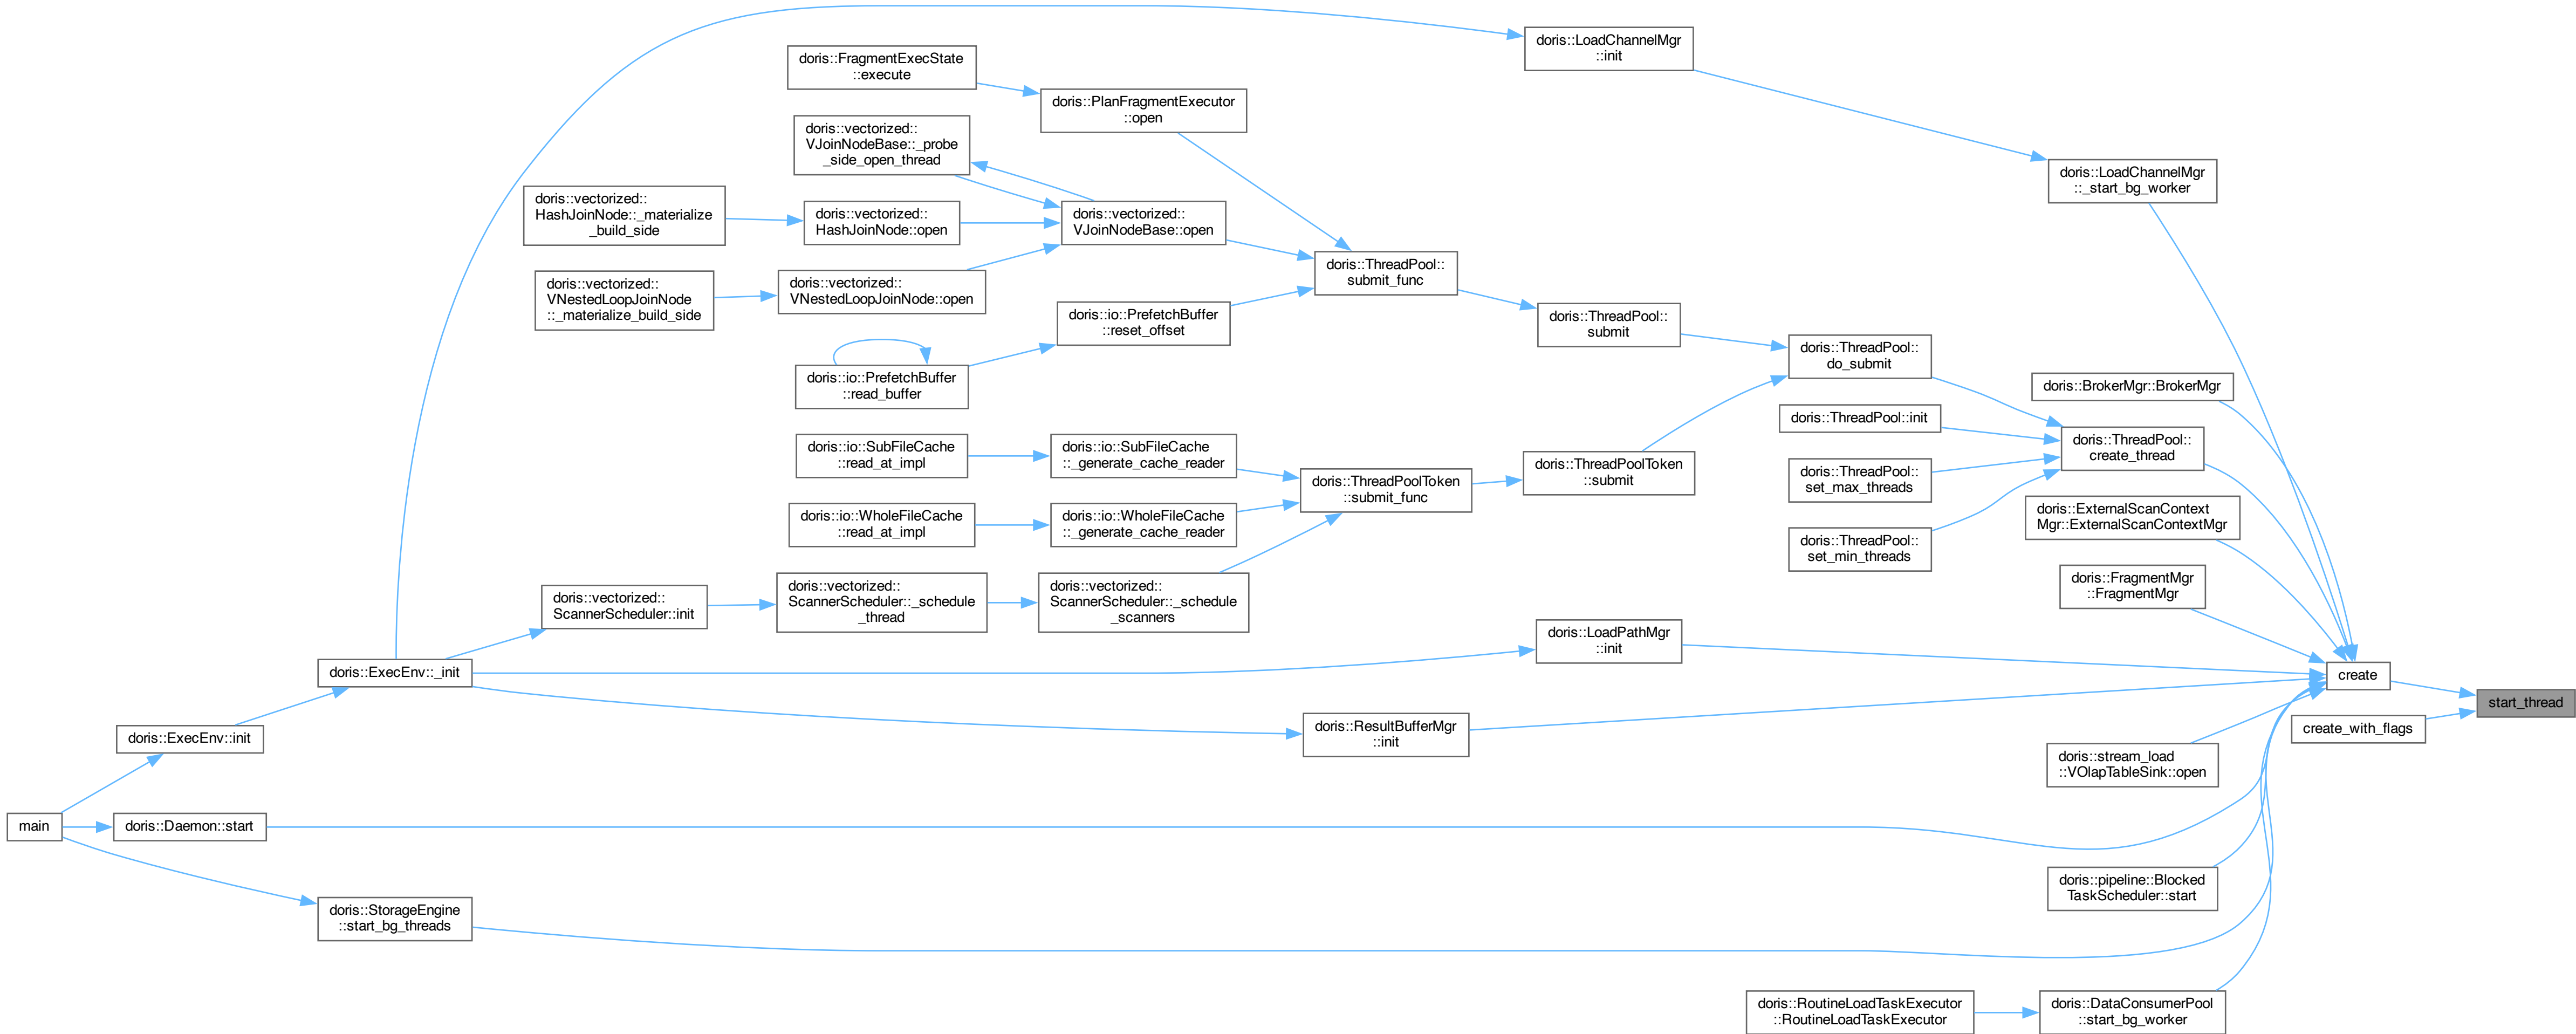 doris::LoadChannelMgr
::init
doris::FragmentExecState
::execute
doris::PlanFragmentExecutor
::open
doris::vectorized::
VJoinNodeBase::_probe
_side_open_thread
doris::LoadChannelMgr
::_start_bg_worker
doris::vectorized::
HashJoinNode::_materialize
_build_side
doris::vectorized::
HashJoinNode::open
doris::vectorized::
VJoinNodeBase::open
doris::ThreadPool::
submit_func
doris::vectorized::
VNestedLoopJoinNode
::_materialize_build_side
doris::vectorized::
VNestedLoopJoinNode::open
doris::io::PrefetchBuffer
::reset_offset
doris::ThreadPool::
submit
doris::ThreadPool::
do_submit
doris::io::PrefetchBuffer
::read_buffer
doris::BrokerMgr::BrokerMgr
doris::ThreadPool::init
doris::ThreadPool::
create_thread
doris::io::SubFileCache
::read_at_impl
doris::io::SubFileCache
::_generate_cache_reader
doris::ThreadPoolToken
::submit_func
doris::ThreadPoolToken
::submit
doris::ThreadPool::
set_max_threads
doris::io::WholeFileCache
::read_at_impl
doris::io::WholeFileCache
::_generate_cache_reader
doris::ExternalScanContext
Mgr::ExternalScanContextMgr
doris::ThreadPool::
set_min_threads
doris::FragmentMgr
::FragmentMgr
doris::vectorized::
ScannerScheduler::init
doris::vectorized::
ScannerScheduler::_schedule
_thread
doris::vectorized::
ScannerScheduler::_schedule
_scanners
doris::LoadPathMgr
::init
doris::ExecEnv::_init
create
start_thread
doris::ExecEnv::init
doris::ResultBufferMgr
::init
create_with_flags
doris::stream_load
::VOlapTableSink::open
main
doris::Daemon::start
doris::pipeline::Blocked
TaskScheduler::start
doris::StorageEngine
::start_bg_threads
doris::RoutineLoadTaskExecutor
::RoutineLoadTaskExecutor
doris::DataConsumerPool
::start_bg_worker